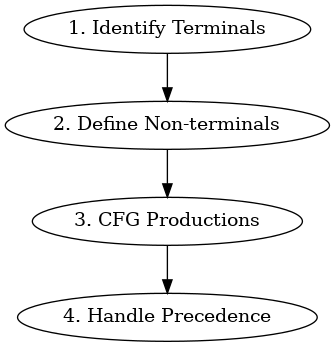 1. Identify Terminals
2. Define Non-terminals
3. CFG Productions
4. Handle Precedence